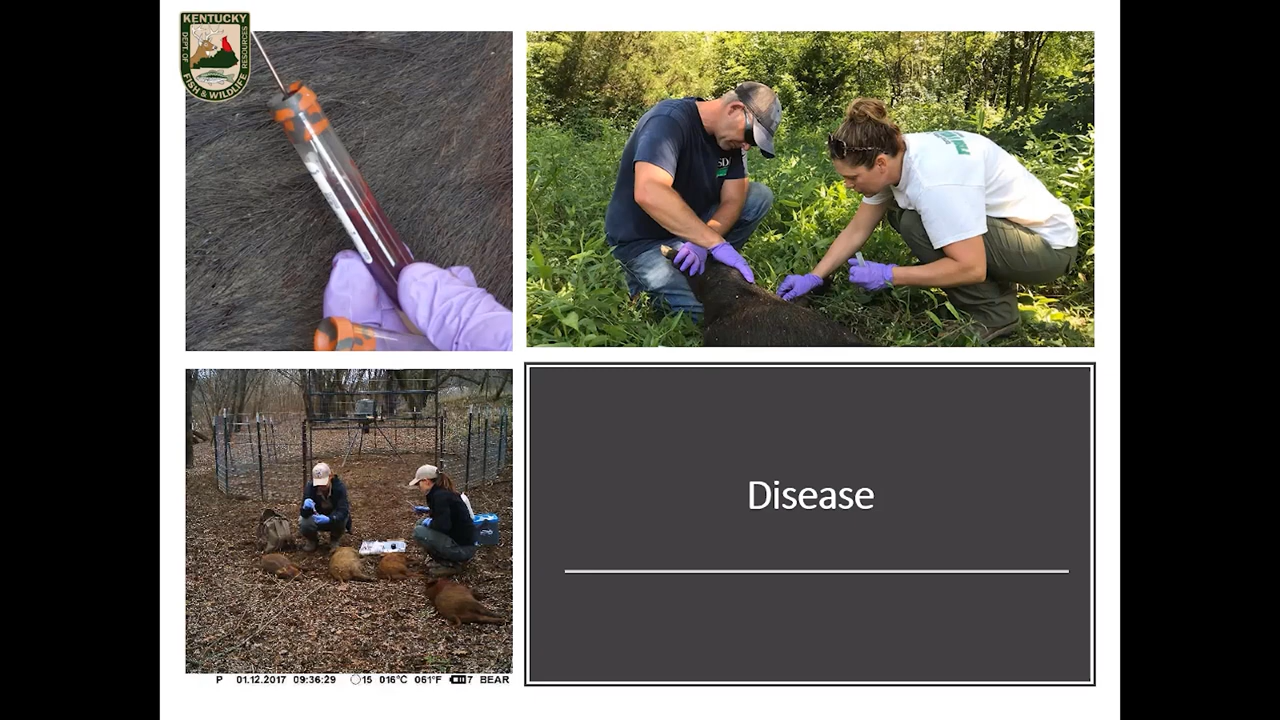 KENTUCKY
DEPT. OF
FISH & WILDLIFE
RESOURCES
Disease
P 01.12.2017 09:36:29 15 016°C 061°F 7 BEAR